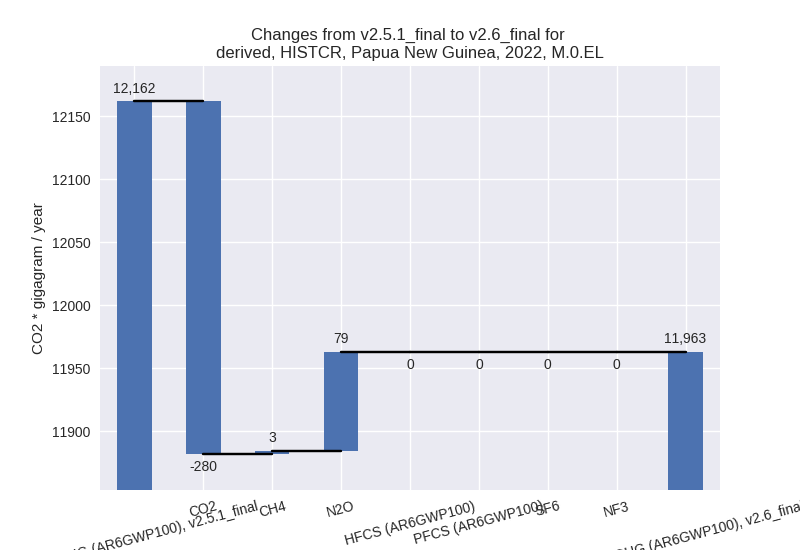 Changes from v2.5.1_final to v2.6_final for
derived, HISTCR, Papua New Guinea, 2022, M.0.EL
12,162
12150
12100
12050
12000
11950
11900
CO2 * gigagram / year
-280
3
79
0
0
0
0
11,963
(AR6GWP100), v2.5.1_final
CO2
CH4
N2O
HFCS (AR6GWP100)
PFCS (AR6GWP100)
SF6
NF3
(AR6GWP100), v2.6_final